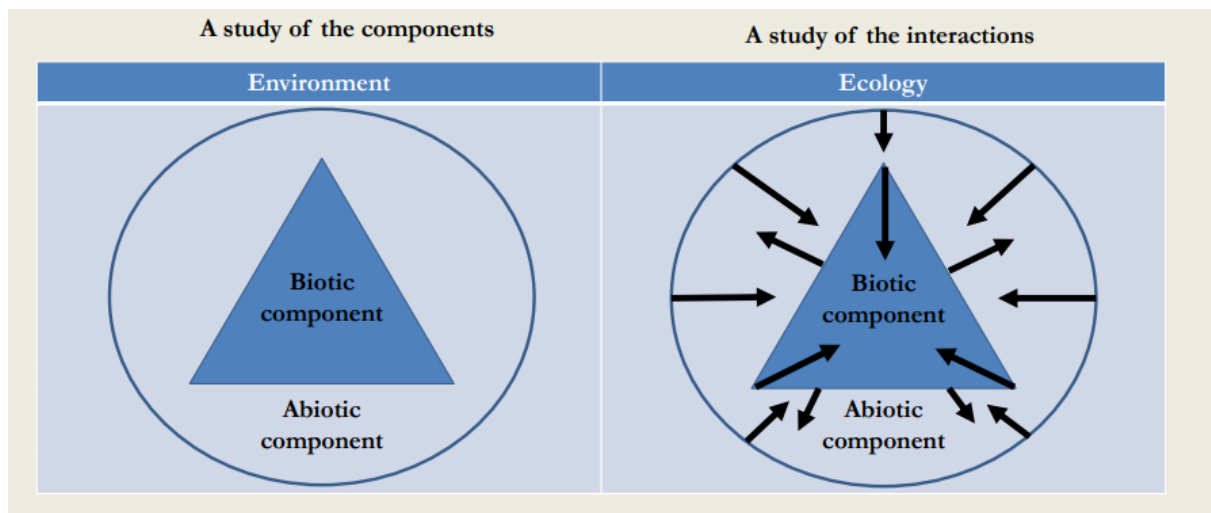 A study of the components
A study of the interactions
Environment
Ecology
Biotic
component
Abiotic
component
Biotic
component
Abiotic
component